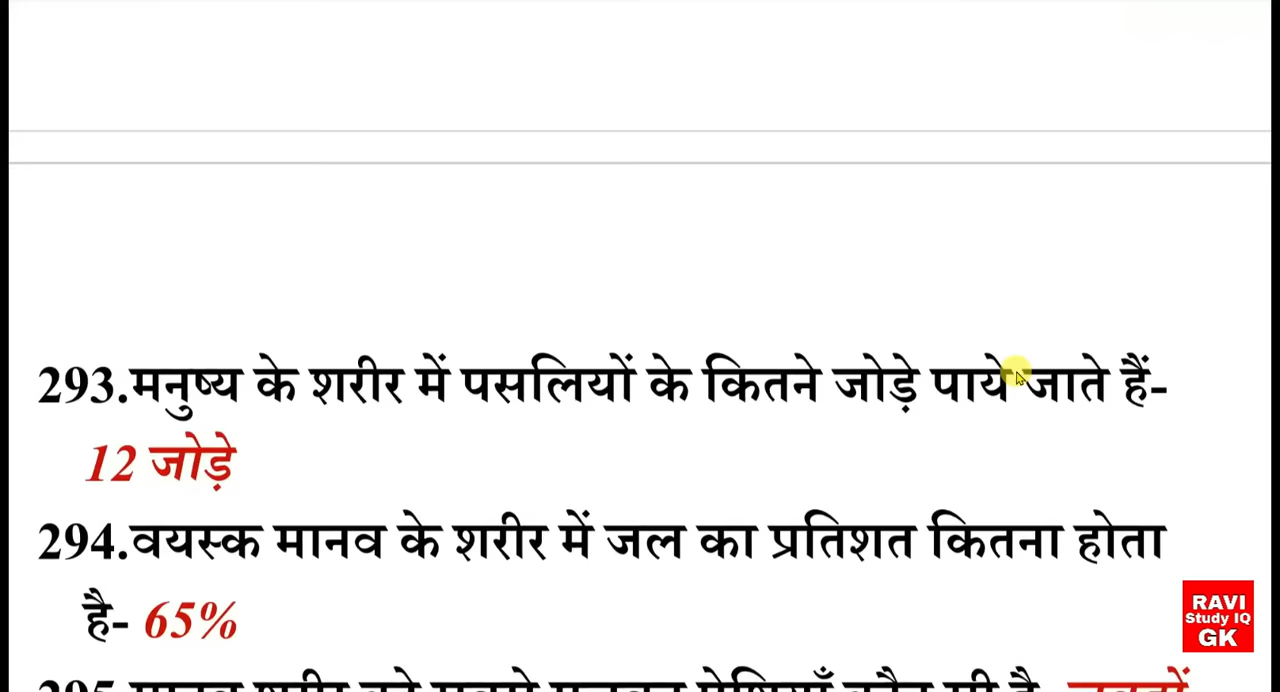 293.मनुष्य के शरीर में पसलियों के कितने जोड़े पाये जाते हैं-
12 जोड़े
294.वयस्क मानव के शरीर में जल का प्रतिशत कितना होता
है- 65%
RAVI
Study IQ
GK